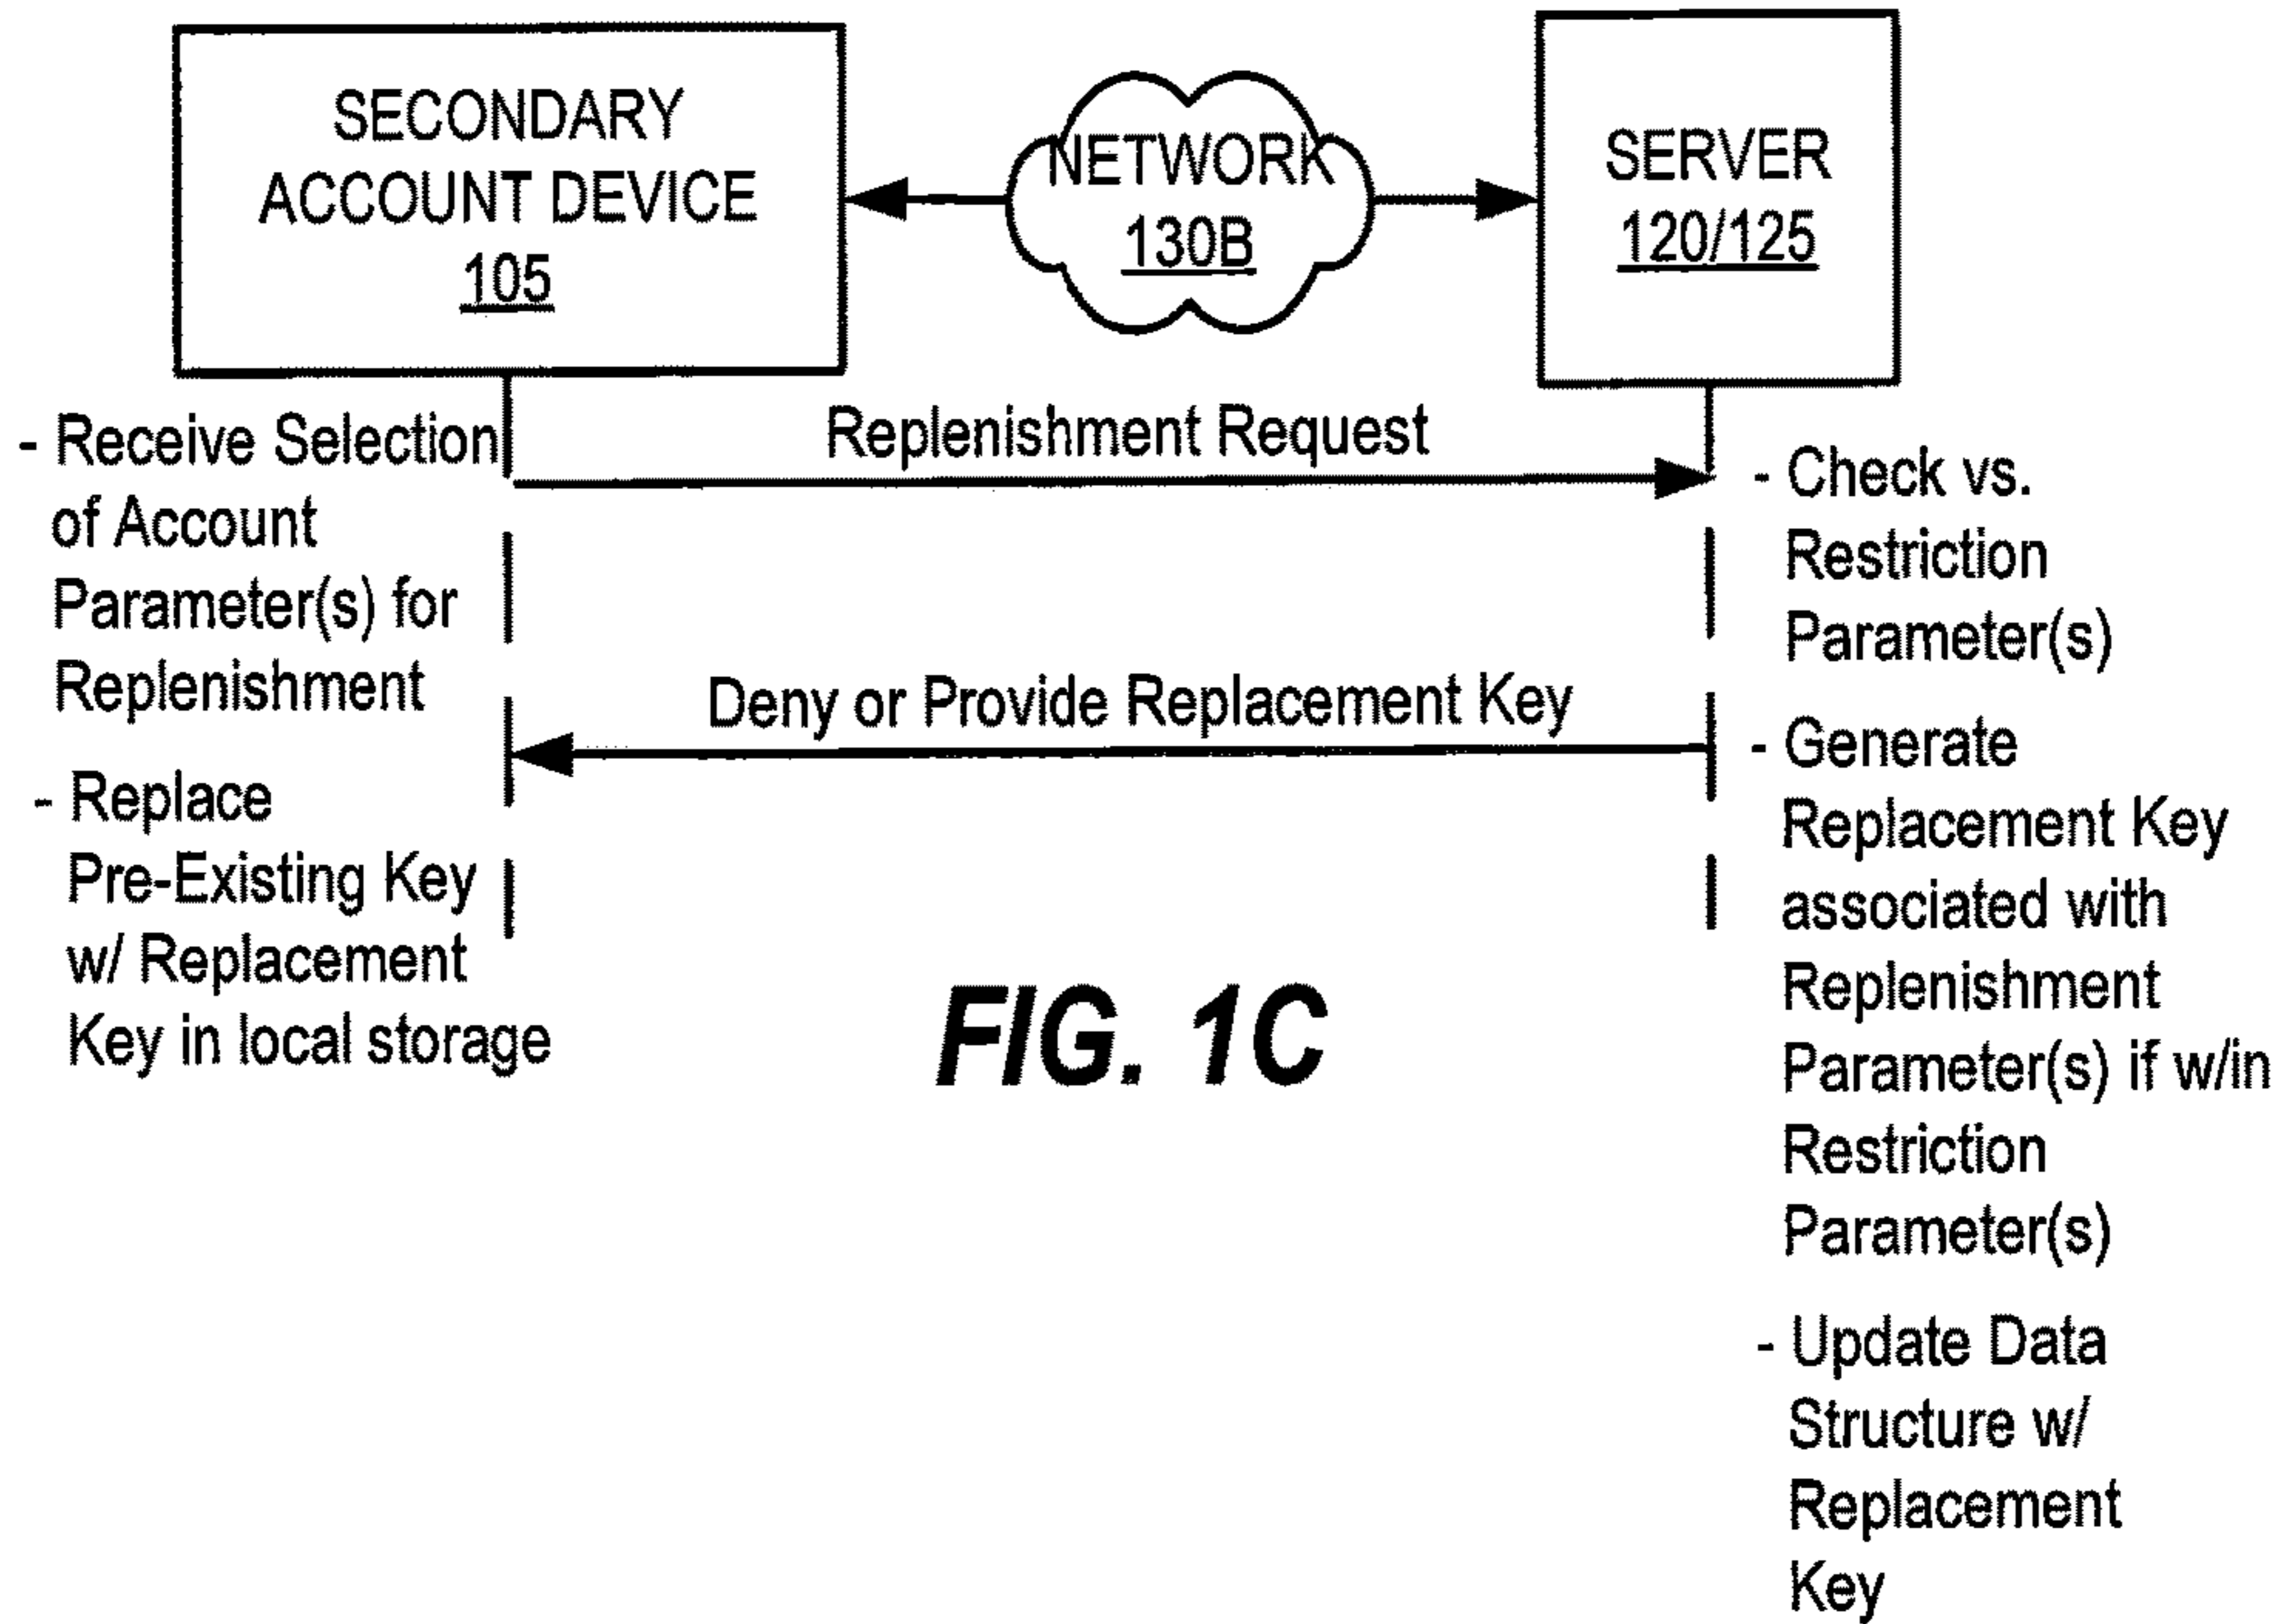 SECONDARY
ACCOUNT DEVICE
105
NETWORK
130B
SERVER
120/125
- Receive Selection
of Account
Parameter(s) for
Replenishment
Replenishment Request
- Check vs.
Restriction
Parameter(s)
Deny or Provide Replacement Key
- Replace
Pre-Existing Key
w/ Replacement
Key in local storage
- Generate
Replacement Key
associated with
Replenishment
Parameter(s) if w/in
Restriction
Parameter(s)
- Update Data
Structure w/
Replacement
Key
FIG. 1C